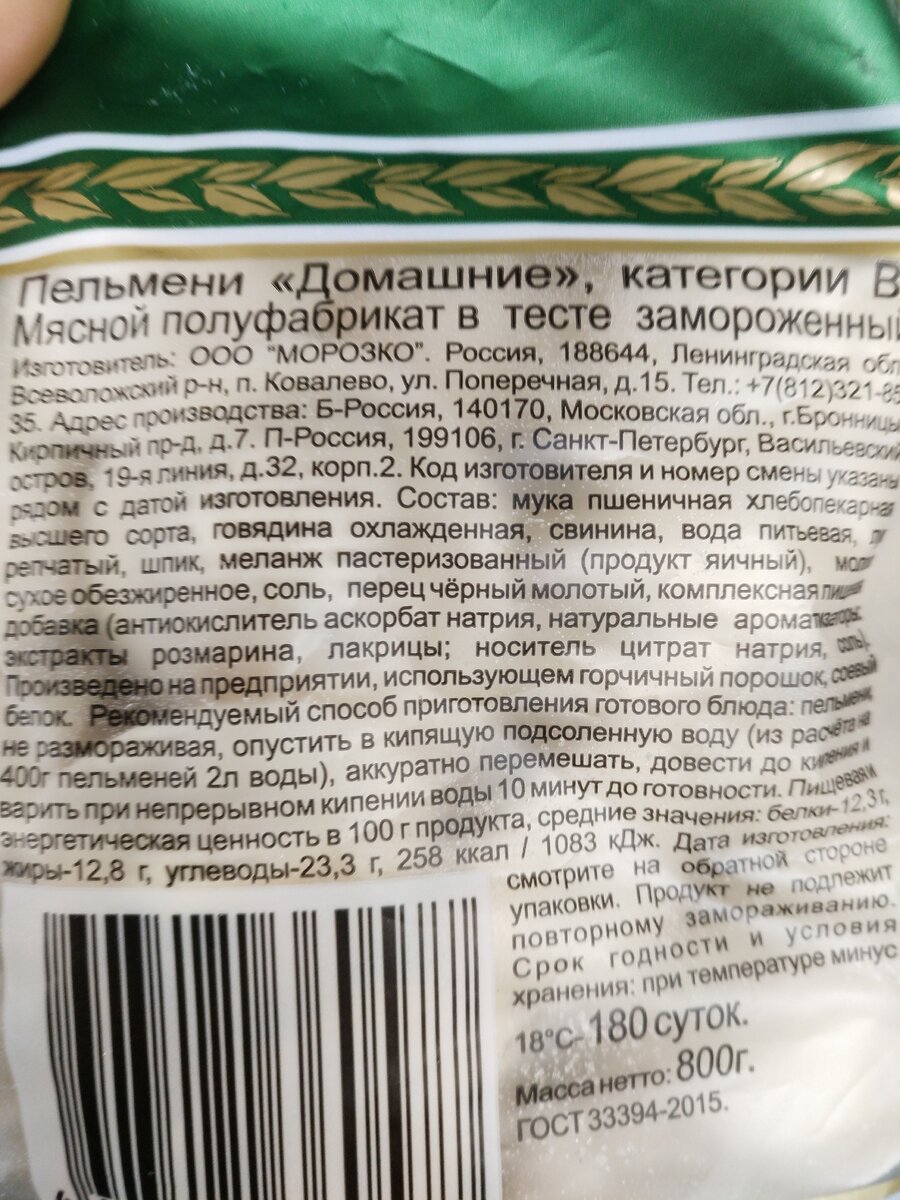 Пельмени «Домашние», категории В
Мясной полуфабрикат в тесте замороженный
Изготовитель: ООО "МОРОЗКО". Россия, 188644, Ленинградская обл
Всеволожский р-н, п. Ковалево, ул. Поперечная, д.15. Тел.: +7(812)321-85
35. Адрес производства: Б-Россия, 140170, Московская обл., г.Бронницы
Кирпичный пр-д, д.7. П-Россия, 199106, г. Санкт-Петербург, Васильевский
остров, 19-я линия, д.32, корп.2. Код изготовителя и номер смены указаны
рядом с датой изготовления. Состав: мука пшеничная хлебопекарная
высшего сорта, говядина охлажденная, свинина, вода питьевая,
репчатый, шпик, меланж пастеризованный (продукт яичный),
сухое обезжиренное, соль, перец чёрный молотый, комплексная
добавка (антиокислитель аскорбат натрия, натуральные ароматизаторы:
экстракты розмарина, лакрицы; носитель цитрат натрия, соль).
Произведено на предприятии, использующем горчичный порошок, соевый
белок. Рекомендуемый способ приготовления готового блюда: пельмени,
не размораживая, опустить в кипящую подсоленную воду (из расчёта на
400г пельменей 2л воды), аккуратно перемешать, довести до кипения и
варить при непрерывном кипении воды 10 минут до готовности. Пищевая и
энергетическая ценность в 100 г продукта, средние значения: белки-12,3г,
жиры-12,8 г, углеводы-23,3 г, 258 ккал / 1083 кДж. Дата изготовления:
смотрите на обратной стороне
упаковки. Продукт не подлежит
повторному замораживанию.
Срок годности и условия
хранения: при температуре минус
18°С- 180 суток.
Масса нетто: 800г.
ГОСТ 33394-2015.